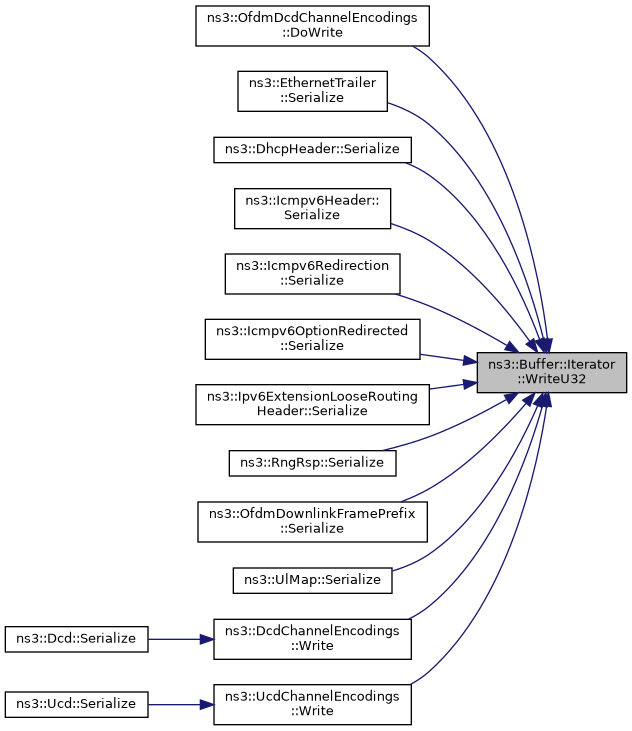 ns3::OfdmDcdChannelEncodings
::DoWrite
ns3::EthernetTrailer
::Serialize
ns3::DhcpHeader::Serialize
ns3::Icmpv6Header::
Serialize
ns3::Icmpv6Redirection
::Serialize
ns3::Icmpv6OptionRedirected
::Serialize
ns3::Buffer::Iterator
::WriteU32
ns3::Ipv6ExtensionLooseRouting
Header::Serialize
ns3::RngRsp::Serialize
ns3::OfdmDownlinkFramePrefix
::Serialize
ns3::UlMap::Serialize
ns3::Dcd::Serialize
ns3::DcdChannelEncodings
::Write
ns3::Ucd::Serialize
ns3::UcdChannelEncodings
::Write